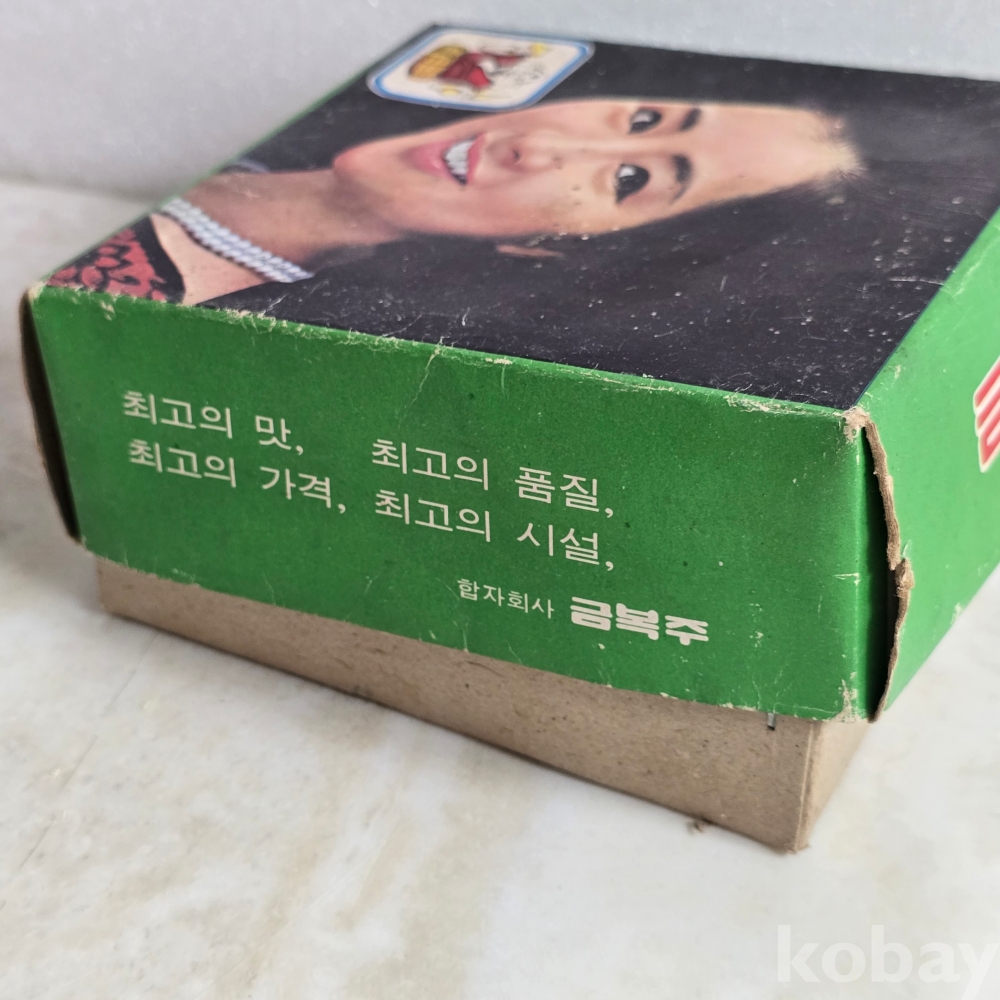 최고의 맛, 최고의 품질,
최고의 가격, 최고의 시설,
합자회사 금복주
kobay